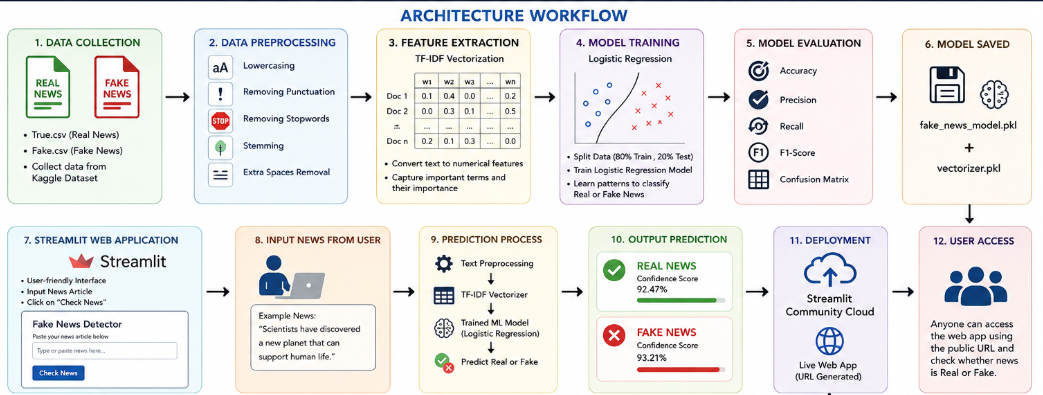 ARCHITECTURE WORKFLOW
1. DATA COLLECTION
REAL
NEWS
FAKE
NEWS
• True.csv (Real News)
• Fake.csv (Fake News)
• Collect data from
Kaggle Dataset
2. DATA PREPROCESSING
aA Lowercasing
! Removing Punctuation
STOP Removing Stopwords
Stemming
Extra Spaces Removal
3. FEATURE EXTRACTION
TF-IDF Vectorization
w1 w2 w3 ... wn
Doc 1 0.1 0.4 0.0 ... 0.2
Doc 2 0.0 0.3 0.1 ... 0.5
... ... ... ... ...
Doc n 0.2 0.1 0.3 ... 0.0
• Convert text to numerical features
• Capture important terms and
their importance
4. MODEL TRAINING
Logistic Regression
• Split Data (80% Train , 20% Test)
• Train Logistic Regression Model
• Learn patterns to classify
Real or Fake News
5. MODEL EVALUATION
Accuracy
Precision
Recall
F1 F1-Score
Confusion Matrix
6. MODEL SAVED
fake_news_model.pkl
+
vectorizer.pkl
7. STREAMLIT WEB APPLICATION
Streamlit
• User-friendly Interface
• Input News Article
• Click on "Check News"
Fake News Detector
Paste your news article below
Type or paste news here...
Check News
8. INPUT NEWS FROM USER
Example News:
"Scientists have discovered
a new planet that can
support human life."
9. PREDICTION PROCESS
Text Preprocessing
TF-IDF Vectorizer
Trained ML Model
(Logistic Regression)
Predict Real or Fake
10. OUTPUT PREDICTION
REAL NEWS
Confidence Score
92.47%
FAKE NEWS
Confidence Score
93.21%
11. DEPLOYMENT
Streamlit
Community Cloud
Live Web App
(URL Generated)
12. USER ACCESS
Anyone can access
the web app using
the public URL and
check whether news
is Real or Fake.